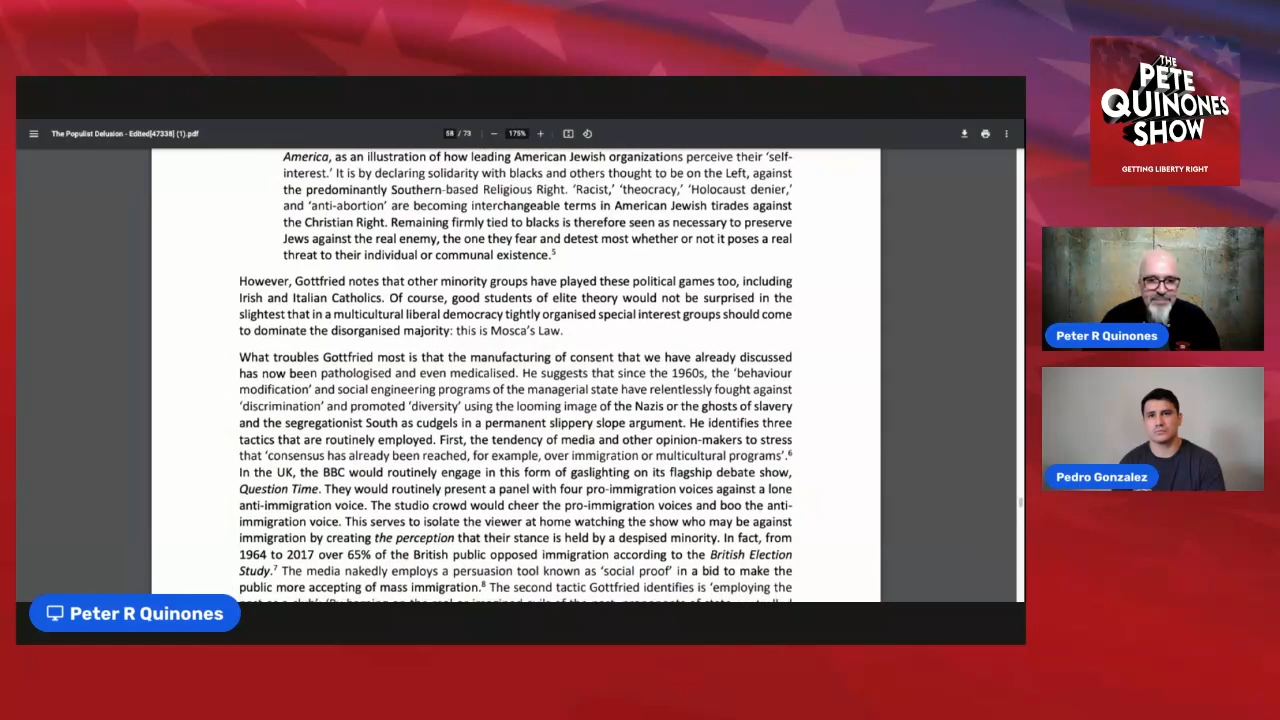 The Populist Delusion - Edited[47338] (1).pdf
58 / 73
175%
America, as an illustration of how leading American Jewish organizations perceive their 'self-
interest.' It is by declaring solidarity with blacks and others thought to be on the Left, against
the predominantly Southern-based Religious Right. 'Racist,' 'theocracy,' 'Holocaust denier,'
and 'anti-abortion' are becoming interchangeable terms in American Jewish tirades against
the Christian Right. Remaining firmly tied to blacks is therefore seen as necessary to preserve
Jews against the real enemy, the one they fear and detest most whether or not it poses a real
threat to their individual or communal existence.⁵
However, Gottfried notes that other minority groups have played these political games too, including
Irish and Italian Catholics. Of course, good students of elite theory would not be surprised in the
slightest that in a multicultural liberal democracy tightly organised special interest groups should come
to dominate the disorganised majority: this is Mosca's Law.
What troubles Gottfried most is that the manufacturing of consent that we have already discussed
has now been pathologised and even medicalised. He suggests that since the 1960s, the 'behaviour
modification' and social engineering programs of the managerial state have relentlessly fought against
'discrimination' and promoted 'diversity' using the looming image of the Nazis or the ghosts of slavery
and the segregationist South as cudgels in a permanent slippery slope argument. He identifies three
tactics that are routinely employed. First, the tendency of media and other opinion-makers to stress
that 'consensus has already been reached, for example, over immigration or multicultural programs'.⁶
In the UK, the BBC would routinely engage in this form of gaslighting on its flagship debate show,
Question Time. They would routinely present a panel with four pro-immigration voices against a lone
anti-immigration voice. The studio crowd would cheer the pro-immigration voices and boo the anti-
immigration voice. This serves to isolate the viewer at home watching the show who may be against
immigration by creating the perception that their stance is held by a despised minority. In fact, from
1964 to 2017 over 65% of the British public opposed immigration according to the British Election
Study.⁷ The media nakedly employs a persuasion tool known as 'social proof' in a bid to make the
public more accepting of mass immigration.⁸ The second tactic Gottfried identifies is 'employing the
Peter R Quinones
THE
PETE
QUINONES
SHOW
GETTING LIBERTY RIGHT
Peter R Quinones
Pedro Gonzalez